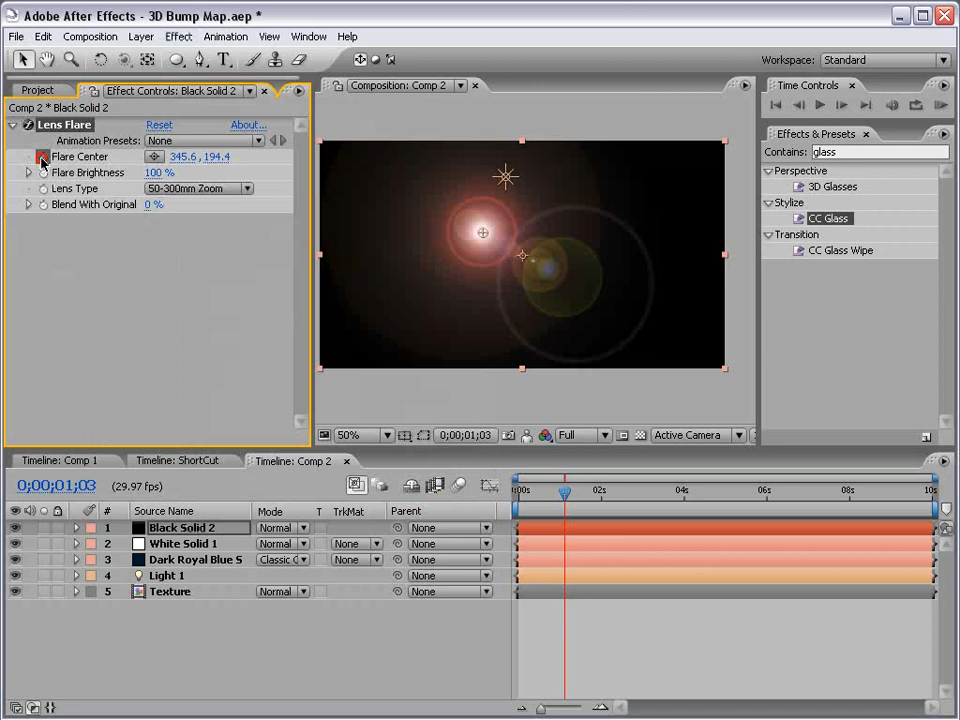 Adobe After Effects - 3D Bump Map.aep *
File Edit Composition Layer Effect Animation View Window Help
Workspace: Standard
Project
Effect Controls: Black Solid 2
Composition: Comp 2
Time Controls
Comp 2 * Black Solid 2
Lens Flare Reset About...
Animation Presets: None
Flare Center 345.6 , 194.4
Flare Brightness 100 %
Lens Type 50-300mm Zoom
Blend With Original 0 %
Effects & Presets
Contains: glass
Perspective
3D Glasses
Stylize
CC Glass
Transition
CC Glass Wipe
50% 0;00;01;03 Full Active Camera
Timeline: Comp 1 Timeline: ShortCut Timeline: Comp 2
0;00;01;03 (29.97 fps)
:00s 02s 04s 06s 08s 10s
# Source Name Mode T TrkMat Parent
1 Black Solid 2 Normal None
2 White Solid 1 Normal None None
3 Dark Royal Blue S Classic C None None
4 Light 1 None
5 Texture Normal None